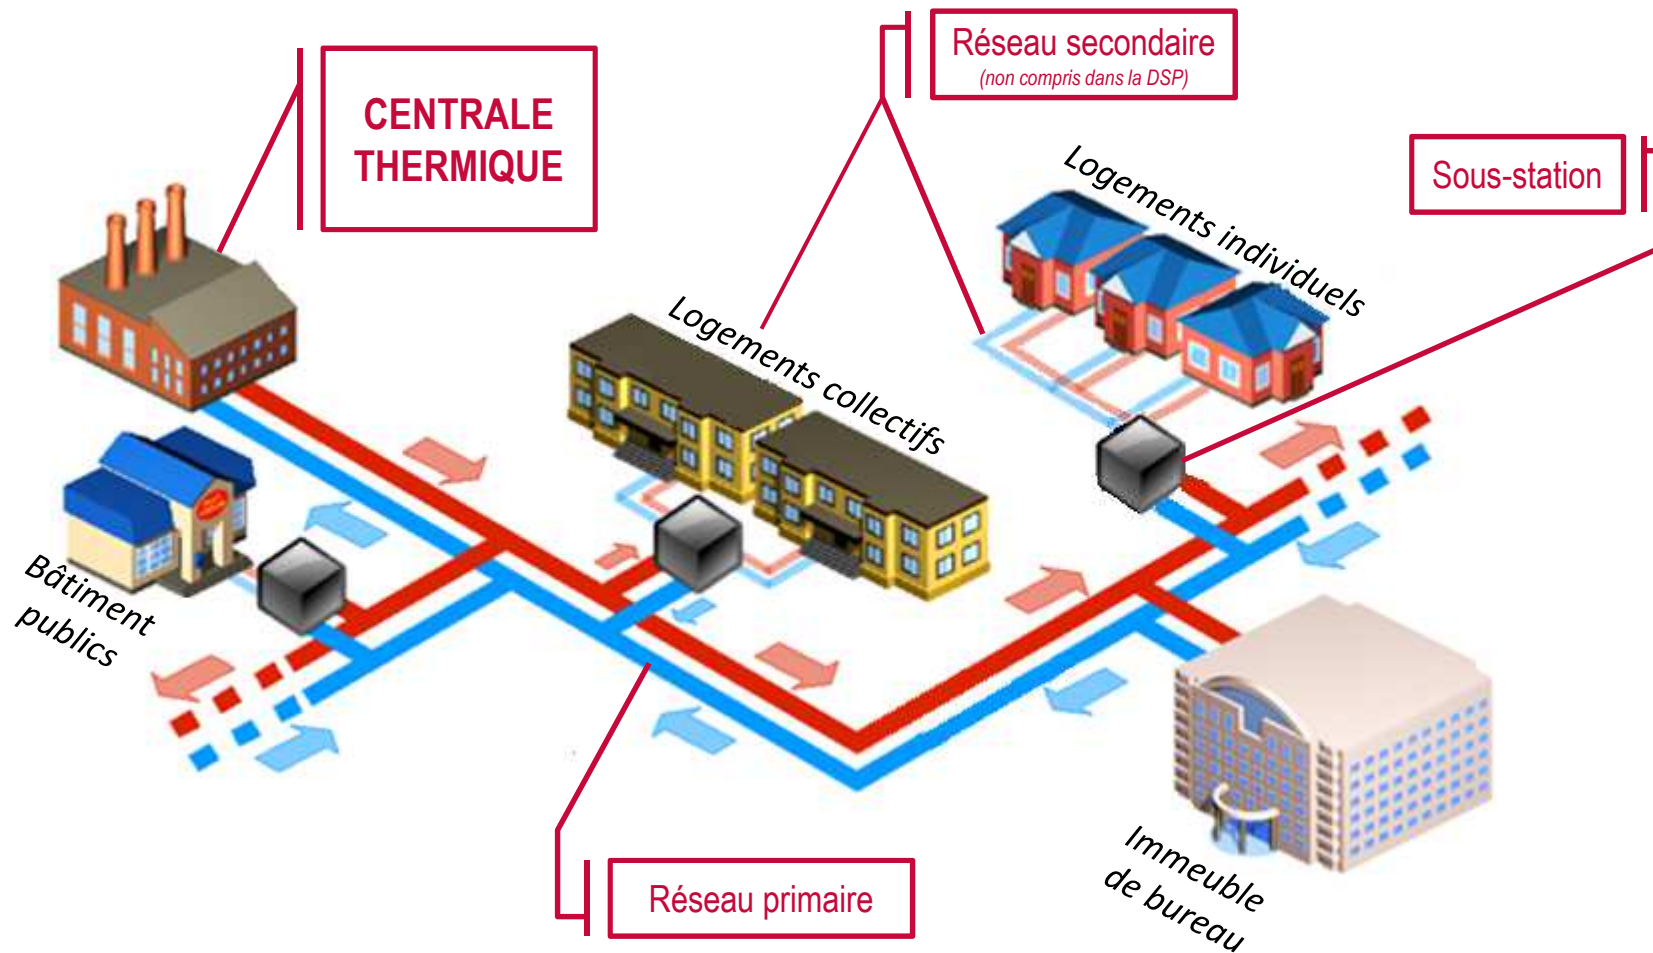 CENTRALE
THERMIQUE
Réseau secondaire
(non compris dans la DSP)
Sous-station
Logements individuels
Logements collectifs
Bâtiment
publics
Réseau primaire
Immeuble
de bureau